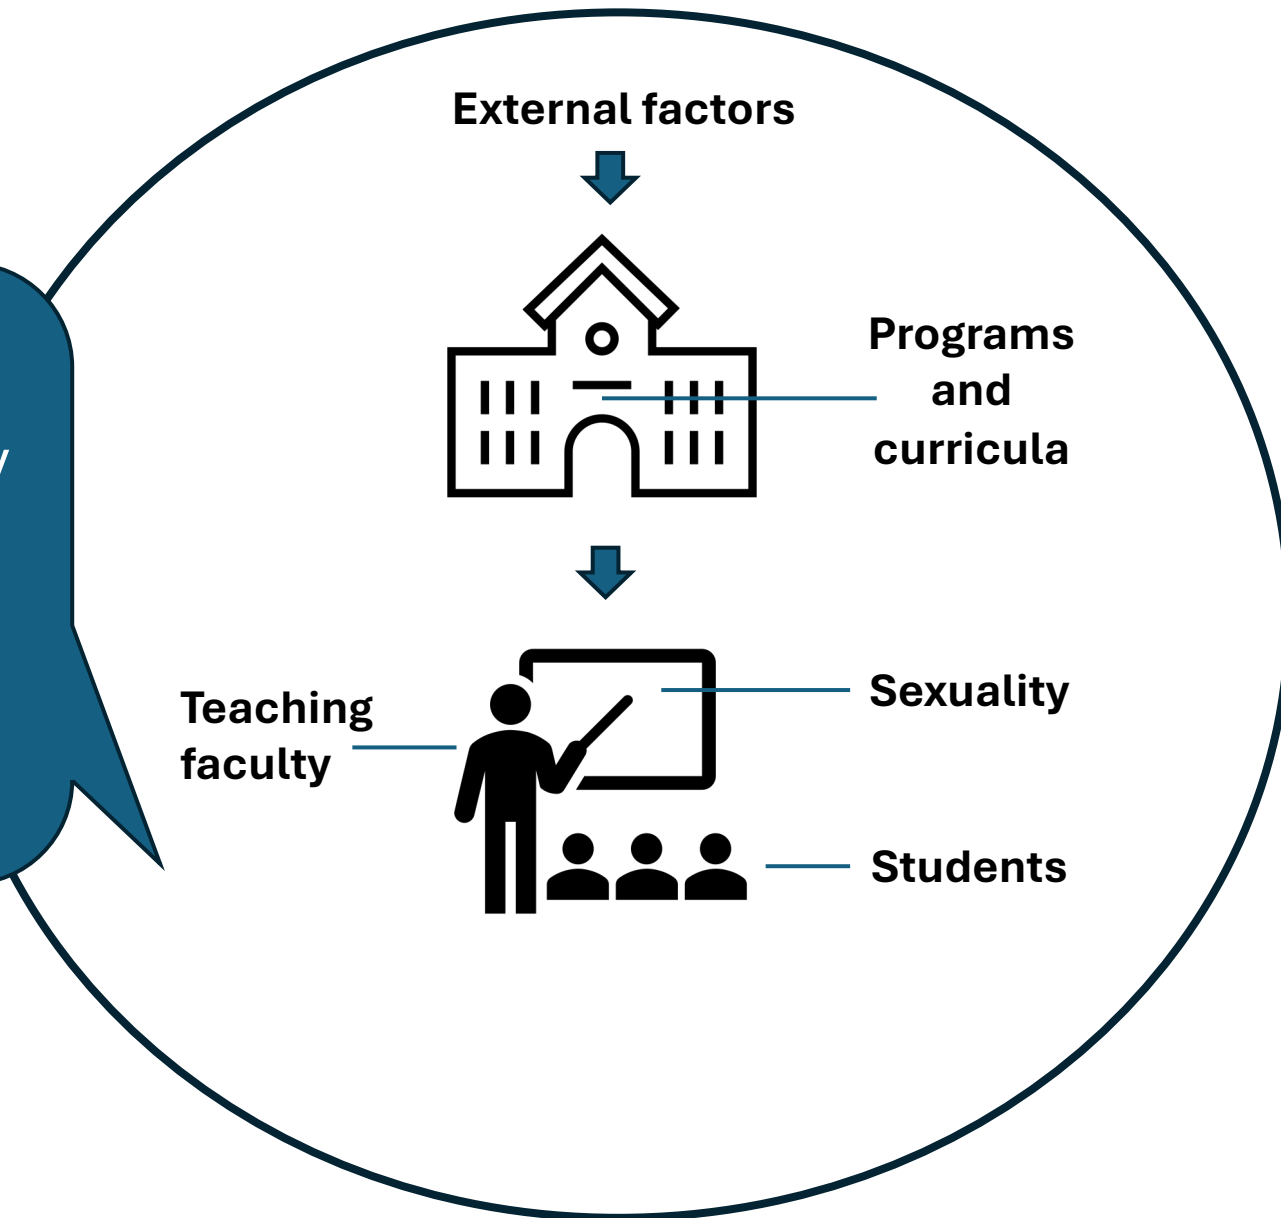 External factors
Programs
and
curricula
Teaching
faculty
Sexuality
Students